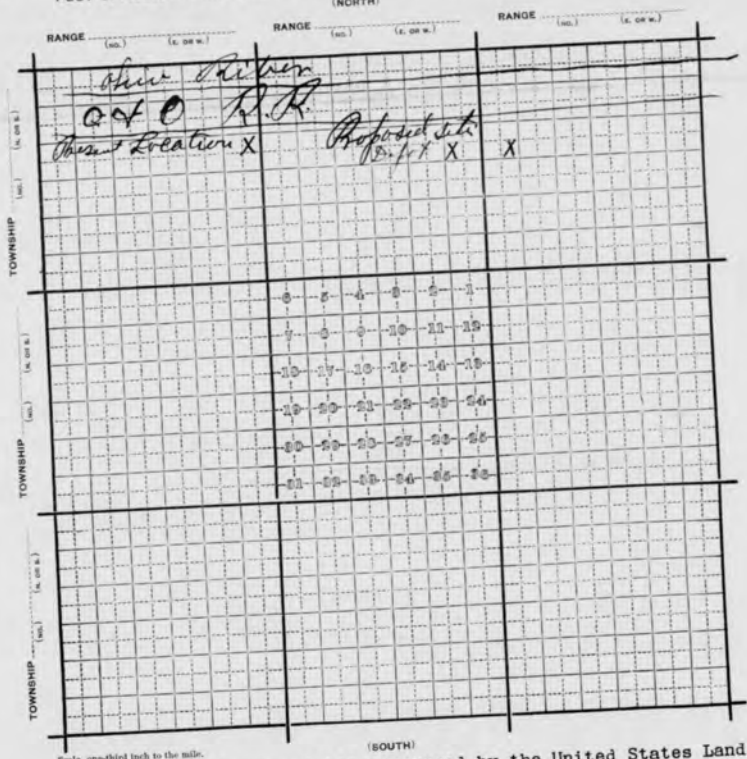 (NORTH)
RANGE (NO.) (E. OR W.) RANGE (NO.) (E. OR W.) RANGE (NO.) (E. OR W.)
Ohio River
C & O R.R.
Present Location X Proposed site
X X
TOWNSHIP (NO.) (N. OR S.)
6 5 4 3 2 1
7 8 9 10 11 12
18 17 16 15 14 13
19 20 21 22 23 24
30 29 28 27 26 25
31 32 33 34 35 36
TOWNSHIP (NO.) (N. OR S.)
TOWNSHIP (NO.) (N. OR S.)
(SOUTH)
Scale, one-third inch to the mile.
by the United States Land